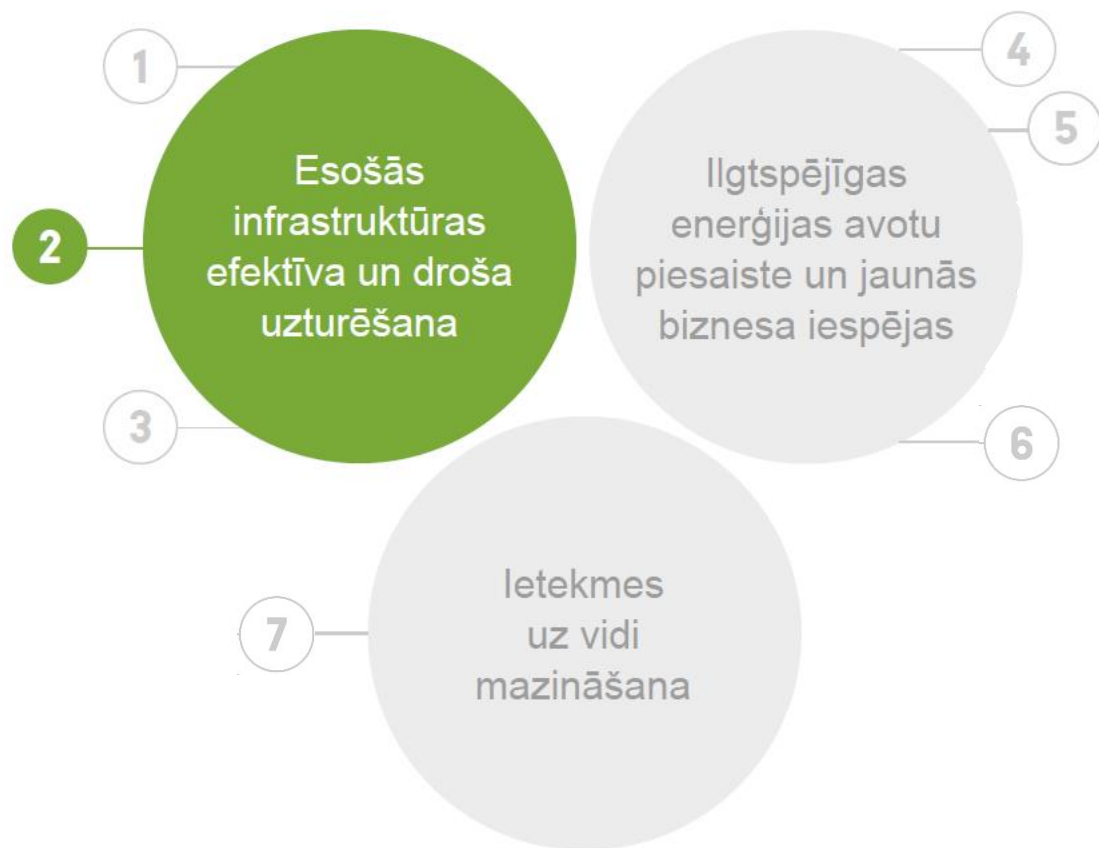 1
2
3
Esošās
infrastruktūras
efektīva un droša
uzturēšana
4
5
6
Ilgtspējīgas
enerģijas avotu
piesaiste un jaunās
biznesa iespējas
7
Ietekmes
uz vidi
mazināšana